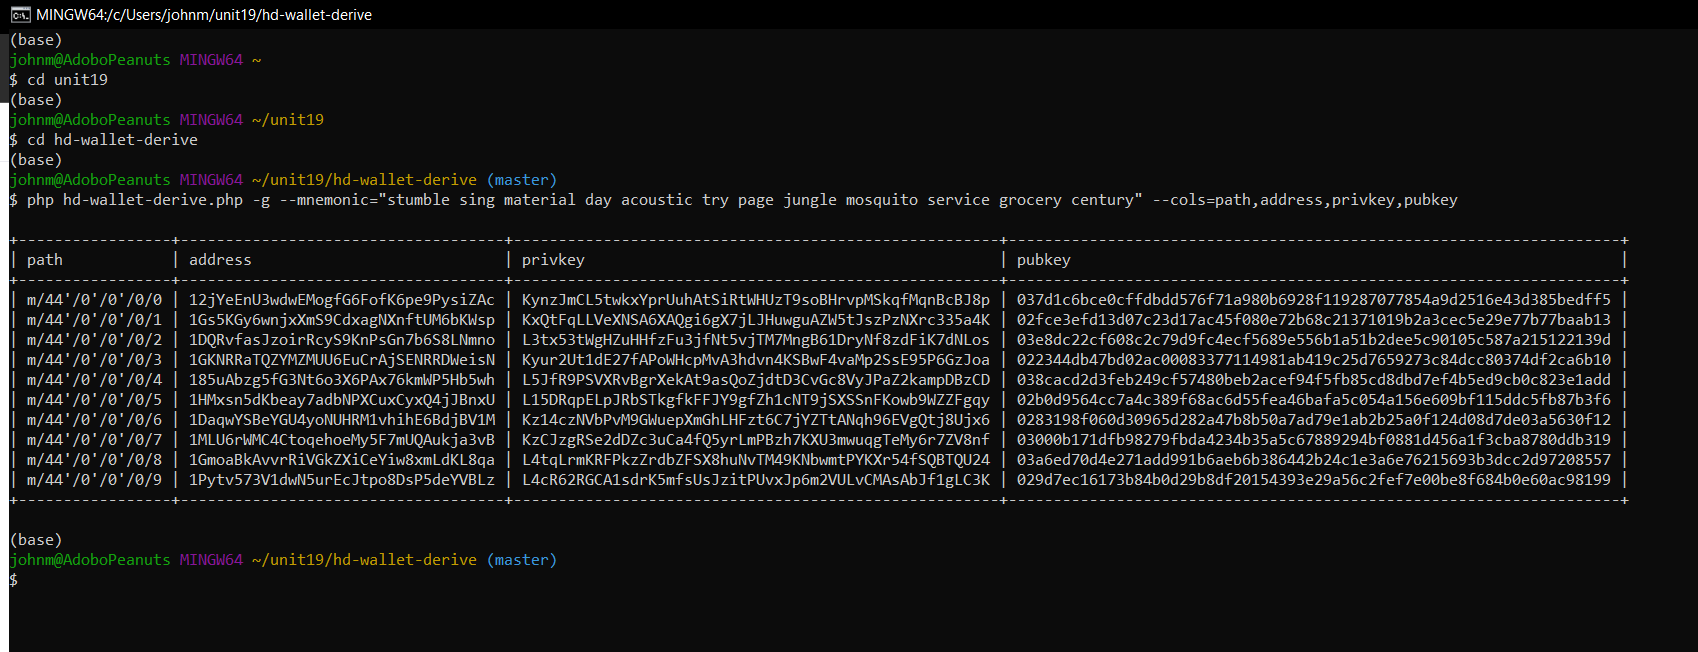 MINGW64:/c/Users/johnm/unit19/hd-wallet-derive
(base)
johnm@AdoboPeanuts MINGW64 ~
$ cd unit19
(base)
johnm@AdoboPeanuts MINGW64 ~/unit19
$ cd hd-wallet-derive
(base)
johnm@AdoboPeanuts MINGW64 ~/unit19/hd-wallet-derive (master)
$ php hd-wallet-derive.php -g --mnemonic="stumble sing material day acoustic try page jungle mosquito service grocery century" --cols=path,address,privkey,pubkey
| path | address | privkey | pubkey |
| m/44'/0'/0'/0/0 | 12jYeEnU3wdwEMogfG6FofK6pe9PysiZAc | KynzJmCL5twkxYprUuhAtSiRtWHUzT9soBHrvpMSkqfMqnBcBJ8p | 037d1c6bce0cffdbdd576f71a980b6928f119287077854a9d2516e43d385bedff5 |
| m/44'/0'/0'/0/1 | 1Gs5KGy6wnjxXmS9CdxagNXnftUM6bKWsp | KxQtFqLLVeXNSA6XAQgi6gX7jLJHuwguAZW5tJszPzNXrc335a4K | 02fce3efd13d07c23d17ac45f080e72b68c21371019b2a3cec5e29e77b77baab13 |
| m/44'/0'/0'/0/2 | 1DQRvfasJzoirRcyS9KnPsGn7b6S8LNmno | L3tx53tWgHZuHHfzFu3jfNt5vjTM7MngB61DryNf8zdFiK7dNLos | 03e8dc22cf608c2c79d9fc4ecf5689e556b1a51b2dee5c90105c587a215122139d |
| m/44'/0'/0'/0/3 | 1GKNRRaTQZYMZMUU6EuCrAjSENRRDWeisN | Kyur2Ut1dE27fAPoWHcpMvA3hdvn4KSBwF4vaMp2SsE95P6GzJoa | 022344db47bd02ac00083377114981ab419c25d7659273c84dcc80374df2ca6b10 |
| m/44'/0'/0'/0/4 | 185uAbzg5fG3Nt6o3X6PAx76kmWP5Hb5wh | L5JfR9PSVXRvBgrXekAt9asQoZjdtD3CvGc8VyJPaZ2kampDBzCD | 038cacd2d3feb249cf57480beb2acef94f5fb85cd8dbd7ef4b5ed9cb0c823e1add |
| m/44'/0'/0'/0/5 | 1HMxsn5dKbeay7adbNPXCuxCyxQ4jJBnxU | L15DRqpELpJRbSTkgfkFFJY9gfZh1cNT9jSXSSnFKowb9WZZFgqy | 02b0d9564cc7a4c389f68ac6d55fea46bafa5c054a156e609bf115ddc5fb87b3f6 |
| m/44'/0'/0'/0/6 | 1DaqwYSBeYGU4yoNUHRM1vhihE6BdjBV1M | Kz14czNVbPvM9GWuepXmGhLHFzt6C7jYZTtANqh96EVgQtj8Ujx6 | 0283198f060d30965d282a47b8b50a7ad79e1ab2b25a0f124d08d7de03a5630f12 |
| m/44'/0'/0'/0/7 | 1MLU6rWMC4CtoqehoeMy5F7mUQAukja3vB | KzCJzgRSe2dDZc3uCa4fQ5yrLmPBzh7KXU3mwuqgTeMy6r7ZV8nf | 03000b171dfb98279fbda4234b35a5c67889294bf0881d456a1f3cba8780ddb319 |
| m/44'/0'/0'/0/8 | 1GmoaBkAvvrRiVGkZXiCeYiw8xmLdKL8qa | L4tqLrmKRFPkzZrdbZFSX8huNvTM49KNbwmtPYKXr54fSQBTQU24 | 03a6ed70d4e271add991b6aeb6b386442b24c1e3a6e76215693b3dcc2d97208557 |
| m/44'/0'/0'/0/9 | 1Pytv573V1dwN5urEcJtpo8DsP5deYVBLz | L4cR62RGCA1sdrK5mfsUsJzitPUvxJp6m2VULvCMAsAbJf1gLC3K | 029d7ec16173b84b0d29b8df20154393e29a56c2fef7e00be8f684b0e60ac98199 |
(base)
johnm@AdoboPeanuts MINGW64 ~/unit19/hd-wallet-derive (master)
$